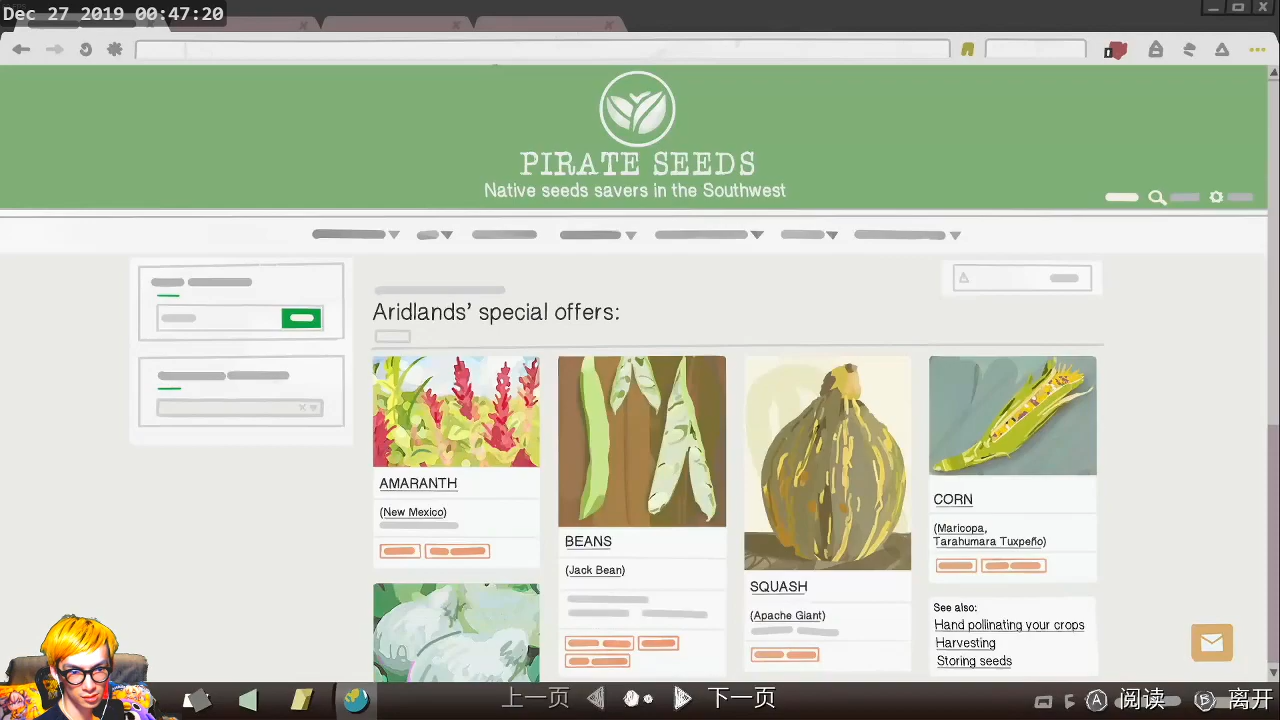 Dec 27 2019 00:47:20
PIRATE SEEDS
Native seeds savers in the Southwest
Aridlands' special offers:
AMARANTH
(New Mexico)
BEANS
(Jack Bean)
SQUASH
(Apache Giant)
CORN
(Maricopa,
Tarahumara Tuxpeño)
See also:
Hand pollinating your crops
Harvesting
Storing seeds
上一页 下一页 A 阅读 B 离开